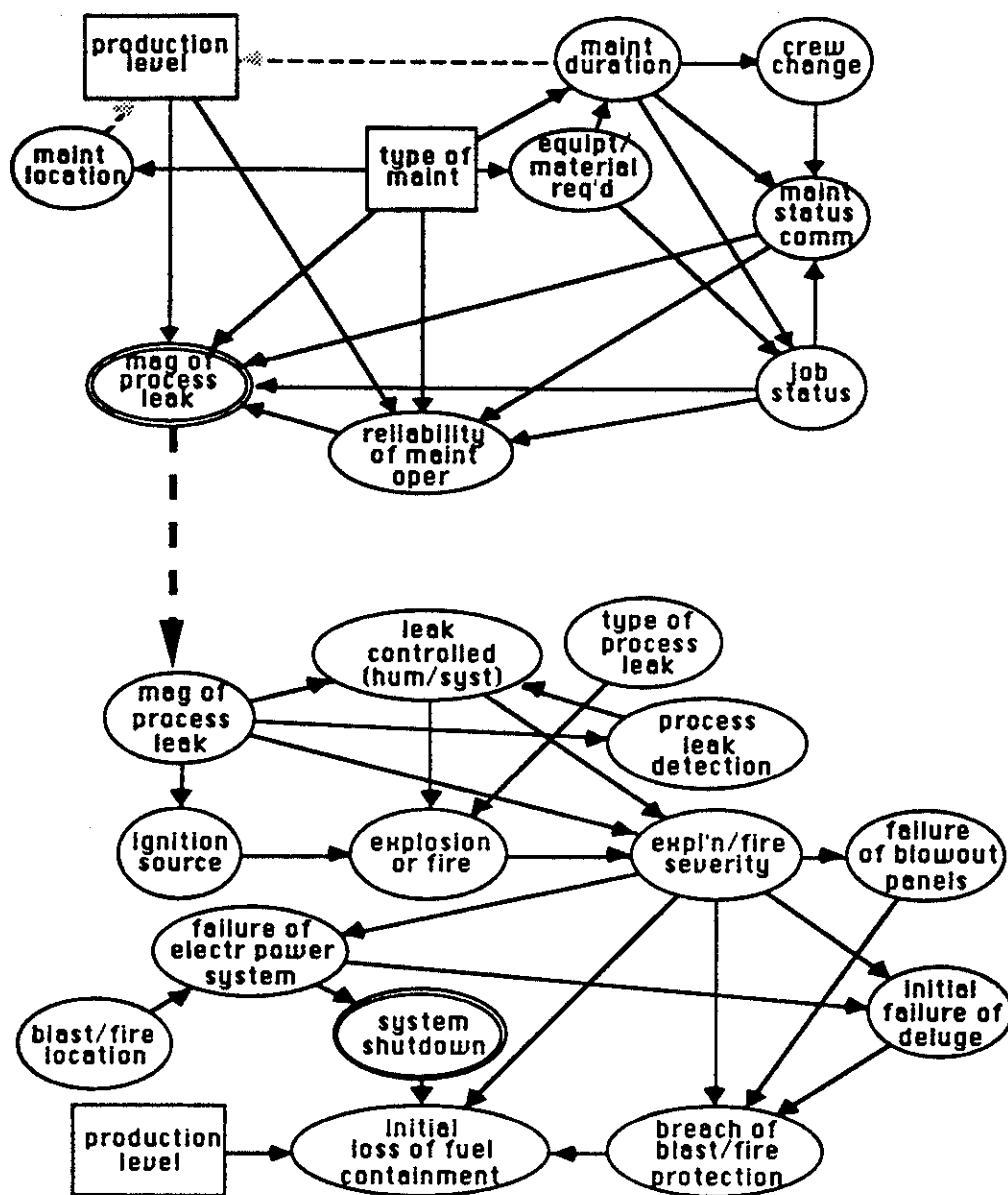 production
level
maint
duration
crew
change
maint
location
type of
maint
equipt/
material
req'd
maint
status
comm
mag of
process
leak
reliability
of maint
oper
job
status
leak
controlled
(hum/syst)
type of
process
leak
mag of
process
leak
process
leak
detection
ignition
source
explosion
or fire
expl'n/fire
severity
failure
of blowout
panels
failure of
electr power
system
blast/fire
location
system
shutdown
initial
failure of
deluge
production
level
initial
loss of fuel
containment
breach of
blast/fire
protection